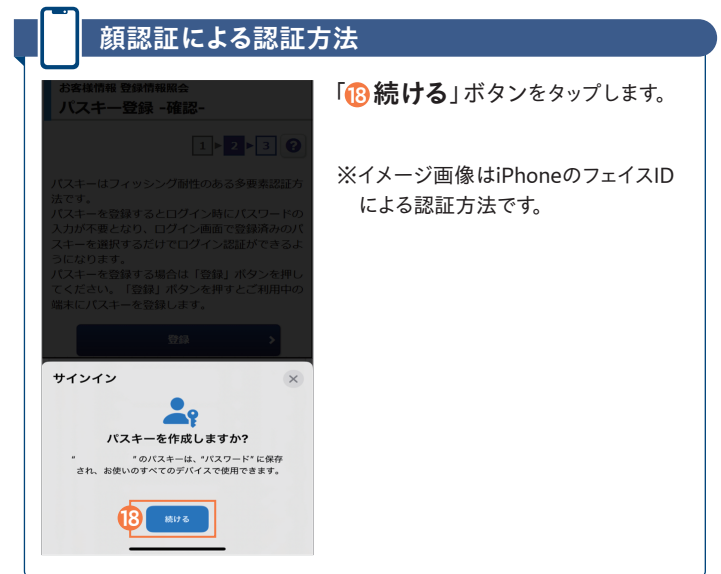 顔認証による認証方法
お客様情報 登録情報照会
パスキー登録 -確認-
1 2 3 ?
パスキーはフィッシング耐性のある多要素認証方
法です。
パスキーを登録するとログイン時にパスワードの
入力が不要となり、ログイン画面で登録済みのパ
スキーを選択するだけでログイン認証ができるよ
うになります。
パスキーを登録する場合は「登録」ボタンを押し
てください。「登録」ボタンを押すとご利用中の
端末にパスキーを登録します。
登録
サインイン
パスキーを作成しますか?
“ ”のパスキーは、“パスワード”に保存
され、お使いのすべてのデバイスで使用できます。
18 続ける
「18続ける」ボタンをタップします。
※イメージ画像はiPhoneのフェイスID
による認証方法です。